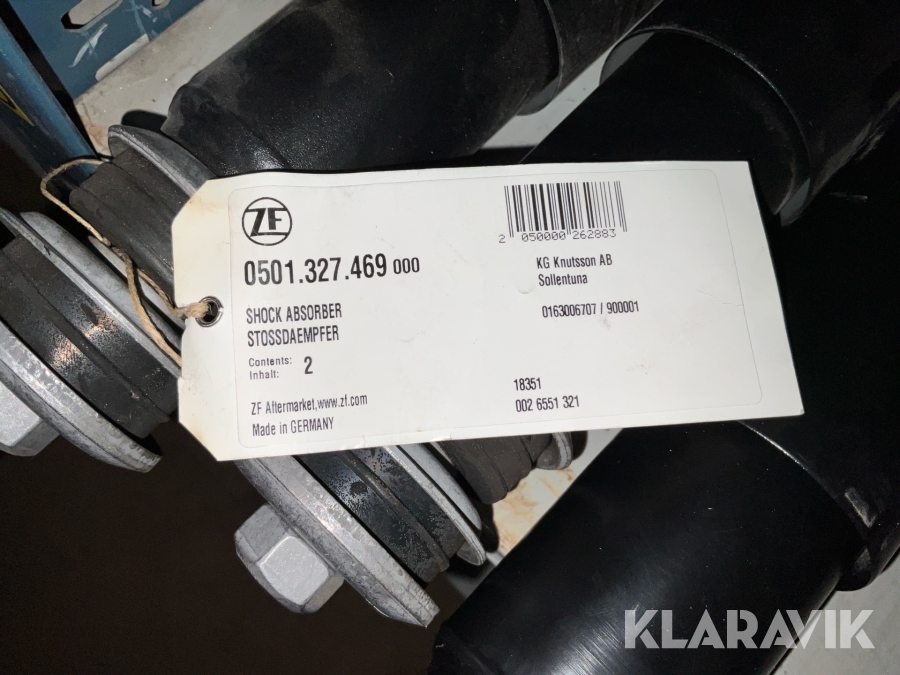 ZF
2 050000 262883
0501.327.469 000
KG Knutsson AB
Sollentuna
SHOCK ABSORBER
STOSSDAEMPFER
0163006707 / 900001
Contents:
Inhalt: 2
18351
ZF Aftermarket,www.zf.com
002 6551 321
Made in GERMANY
KLARAVIK